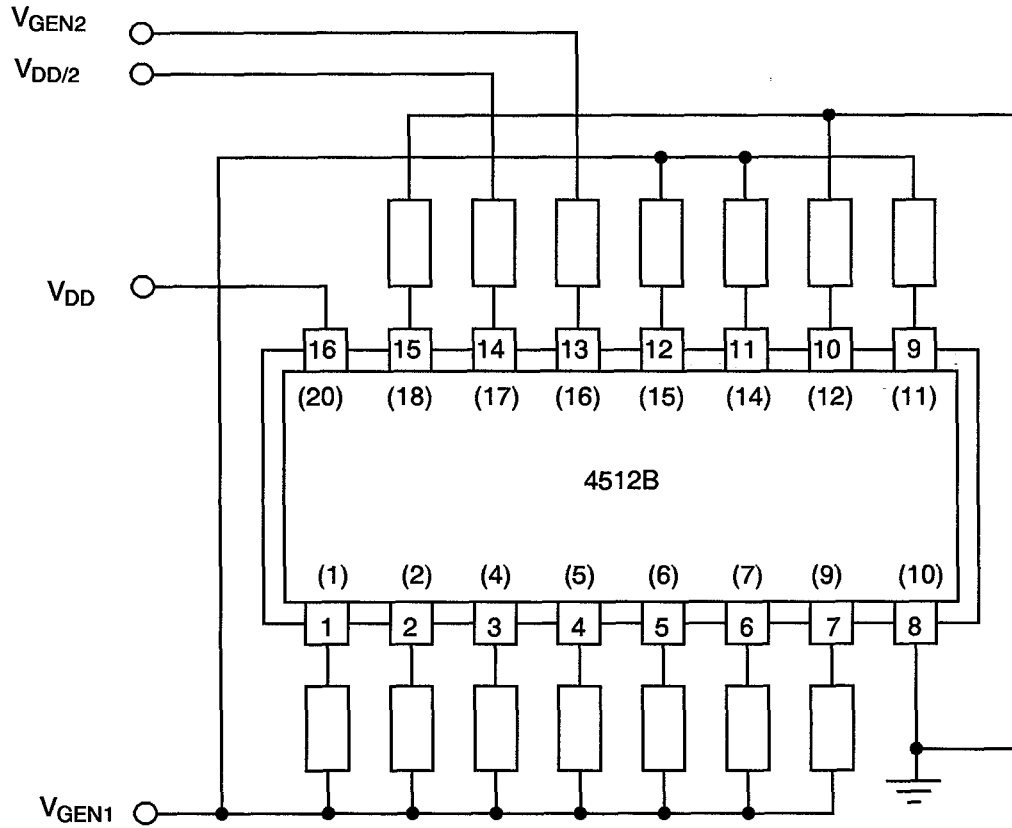 VGEN2
VDD/2
VDD
16 15 14 13 12 11 10 9
(20) (18) (17) (16) (15) (14) (12) (11)
4512B
(1) (2) (4) (5) (6) (7) (9) (10)
1 2 3 4 5 6 7 8
VGEN1